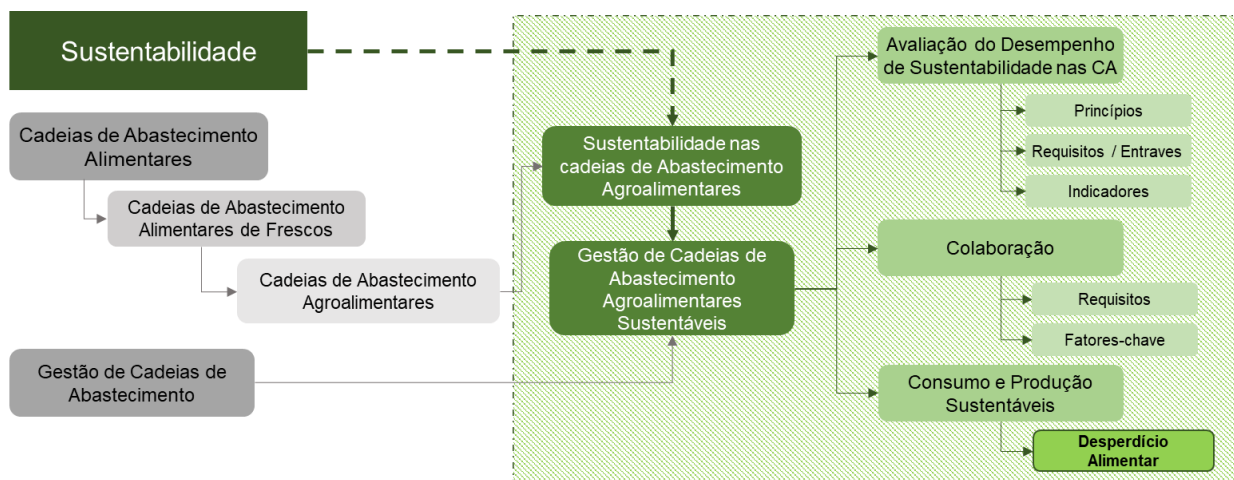 Sustentabilidade
Cadeias de Abastecimento
Alimentares
Cadeias de Abastecimento
Alimentares de Frescos
Cadeias de Abastecimento
Agroalimentares
Gestão de Cadeias de
Abastecimento
Sustentabilidade nas
cadeias de Abastecimento
Agroalimentares
Gestão de Cadeias de
Abastecimento
Agroalimentares
Sustentáveis
Avaliação do Desempenho
de Sustentabilidade nas CA
Princípios
Requisitos / Entraves
Indicadores
Colaboração
Requisitos
Fatores-chave
Consumo e Produção
Sustentáveis
Desperdício
Alimentar